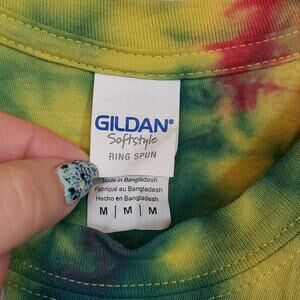 GILDAN®
Softstyle
RING SPUN
Made in Bangladesh
Fabriqué au Bangladesh
Hecho en Bangladesh
M | M | M